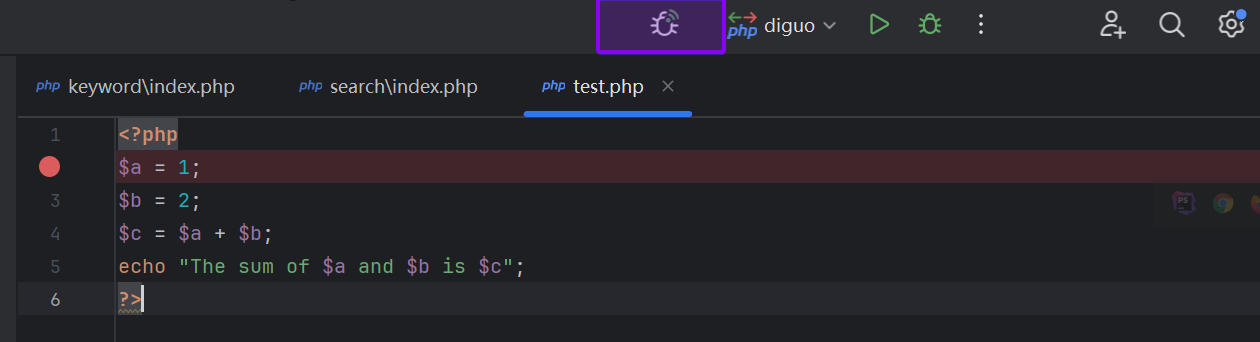 php diguo
php keyword\index.php php search\index.php php test.php
1 <?php
$a = 1;
3 $b = 2;
4 $c = $a + $b;
5 echo "The sum of $a and $b is $c";
6 ?>
PS